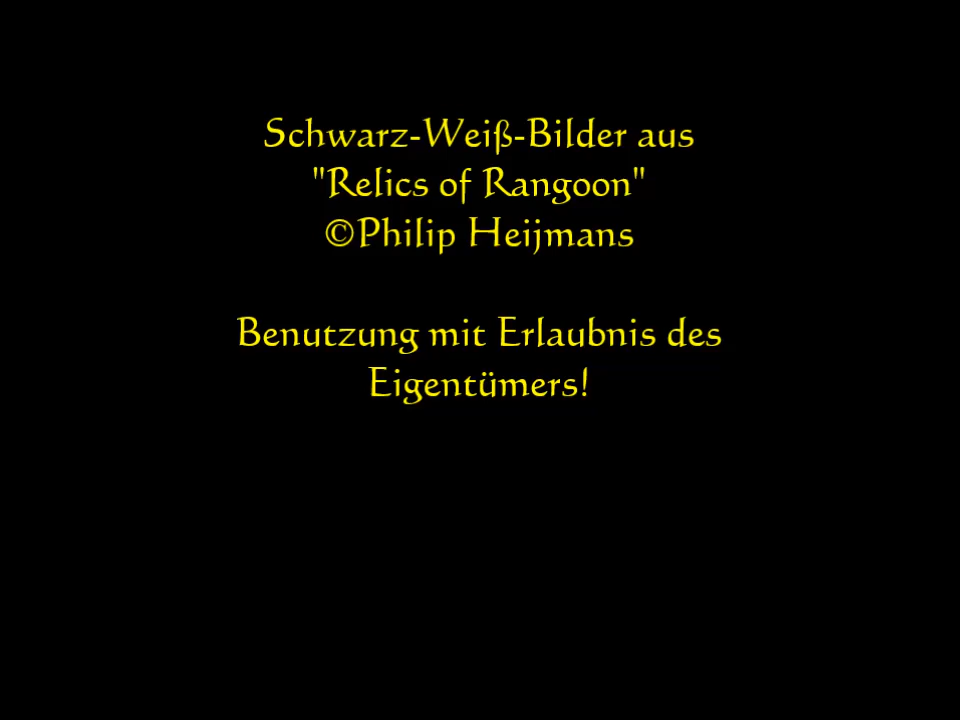 Schwarz-Weiß-Bilder aus
"Relics of Rangoon"
©Philip Heijmans
Benutzung mit Erlaubnis des
Eigentümers!